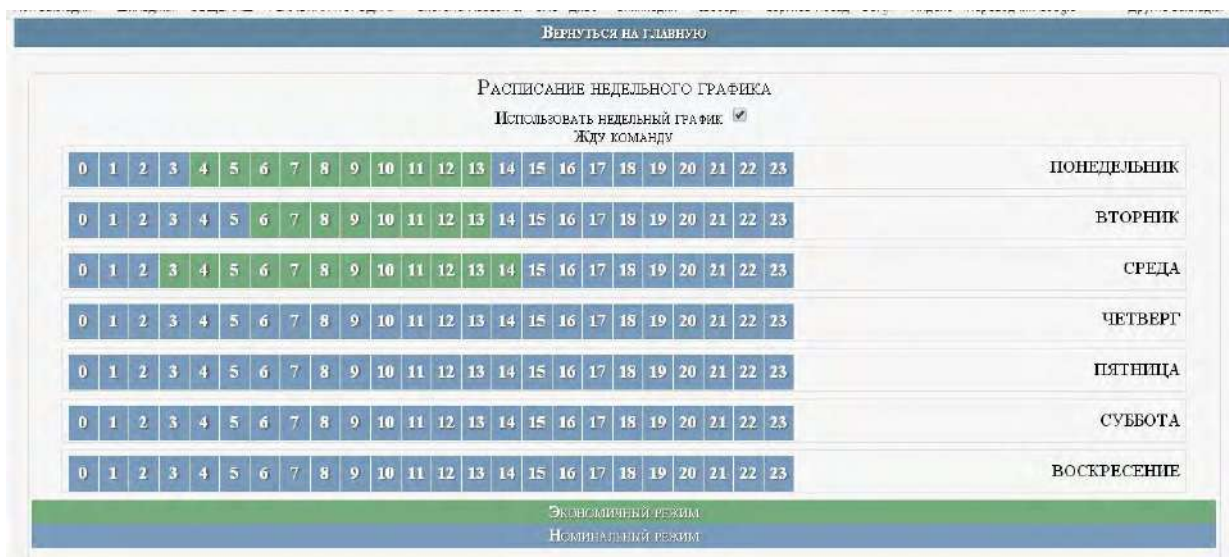 Вернуться на главную
Расписание недельного графика
Использовать недельный график
Жду команду
0 1 2 3 4 5 6 7 8 9 10 11 12 13 14 15 16 17 18 19 20 21 22 23 ПОНЕДЕЛЬНИК
0 1 2 3 4 5 6 7 8 9 10 11 12 13 14 15 16 17 18 19 20 21 22 23 ВТОРНИК
0 1 2 3 4 5 6 7 8 9 10 11 12 13 14 15 16 17 18 19 20 21 22 23 СРЕДА
0 1 2 3 4 5 6 7 8 9 10 11 12 13 14 15 16 17 18 19 20 21 22 23 ЧЕТВЕРГ
0 1 2 3 4 5 6 7 8 9 10 11 12 13 14 15 16 17 18 19 20 21 22 23 ПЯТНИЦА
0 1 2 3 4 5 6 7 8 9 10 11 12 13 14 15 16 17 18 19 20 21 22 23 СУББОТА
0 1 2 3 4 5 6 7 8 9 10 11 12 13 14 15 16 17 18 19 20 21 22 23 ВОСКРЕСЕНИЕ
Экономичный режим
Номинальный режим